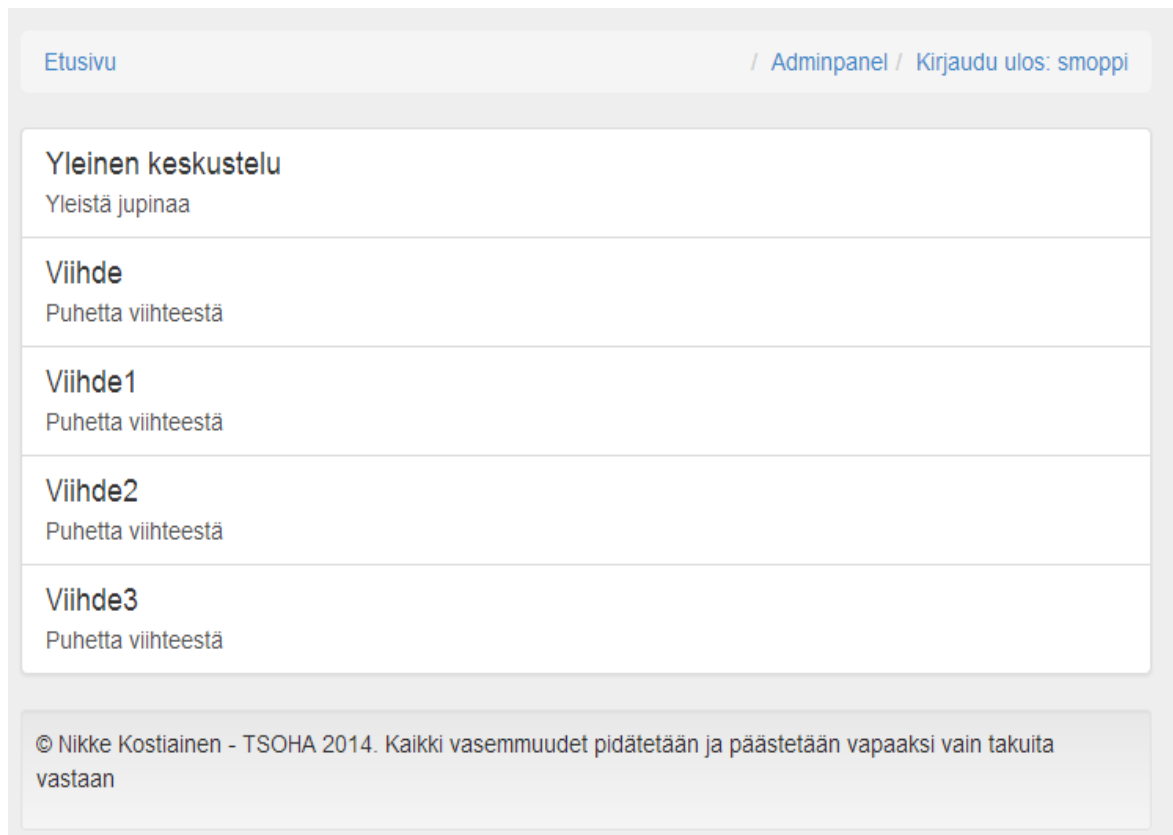 Etusivu / Adminpanel / Kirjaudu ulos: smoppi
Yleinen keskustelu
Yleistä jupinaa
Viihde
Puhetta viihteestä
Viihde1
Puhetta viihteestä
Viihde2
Puhetta viihteestä
Viihde3
Puhetta viihteestä
© Nikke Kostiainen - TSOHA 2014. Kaikki vasemmuudet pidätetään ja päästetään vapaaksi vain takuita
vastaan